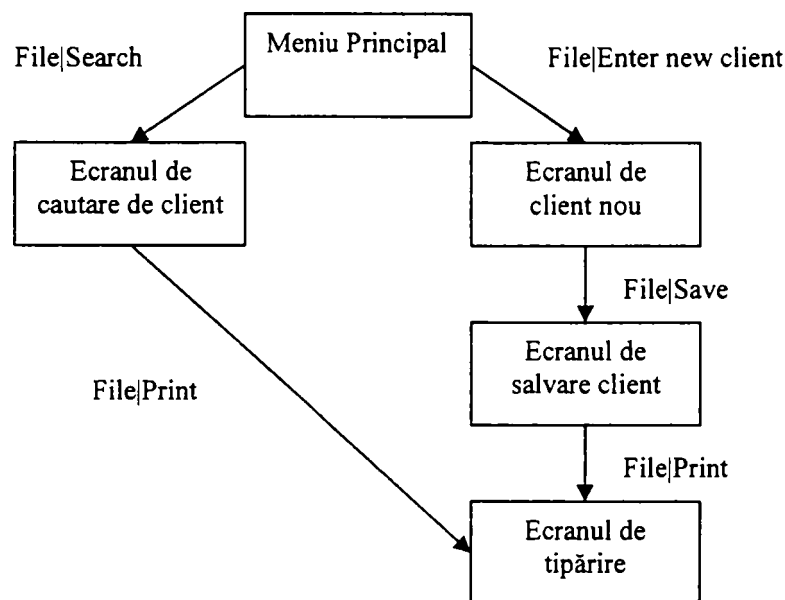 Meniu Principal
File|Search
File|Enter new client
Ecranul de
cautare de client
Ecranul de
client nou
File|Save
Ecranul de
salvare client
File|Print
File|Print
Ecranul de
tipărire